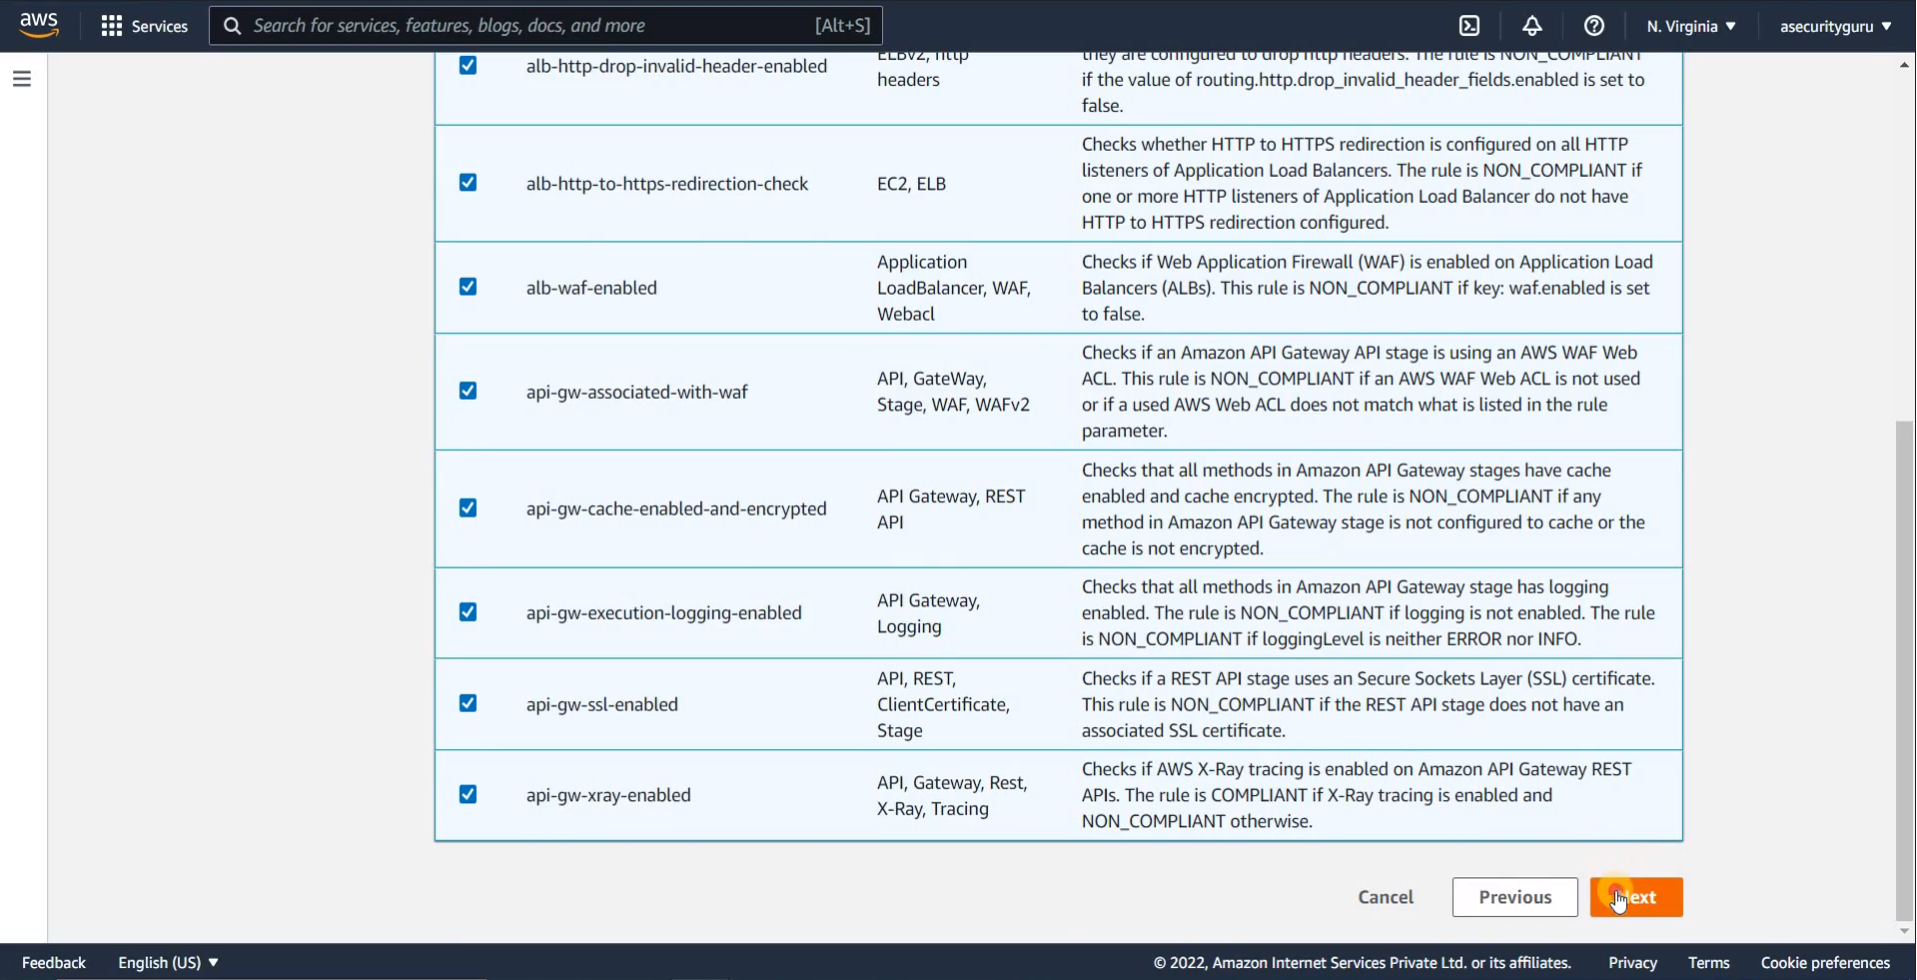 aws
Services
Search for services, features, blogs, docs, and more
[Alt+S]
N. Virginia
asecurityguru
alb-http-drop-invalid-header-enabled
ELBv2, http
headers
they are configured to drop http headers. The rule is NON_COMPLIANT
if the value of routing.http.drop_invalid_header_fields.enabled is set to
false.
alb-http-to-https-redirection-check
EC2, ELB
Checks whether HTTP to HTTPS redirection is configured on all HTTP
listeners of Application Load Balancers. The rule is NON_COMPLIANT if
one or more HTTP listeners of Application Load Balancer do not have
HTTP to HTTPS redirection configured.
alb-waf-enabled
Application
LoadBalancer, WAF,
Webacl
Checks if Web Application Firewall (WAF) is enabled on Application Load
Balancers (ALBs). This rule is NON_COMPLIANT if key: waf.enabled is set
to false.
api-gw-associated-with-waf
API, GateWay,
Stage, WAF, WAFv2
Checks if an Amazon API Gateway API stage is using an AWS WAF Web
ACL. This rule is NON_COMPLIANT if an AWS WAF Web ACL is not used
or if a used AWS Web ACL does not match what is listed in the rule
parameter.
api-gw-cache-enabled-and-encrypted
API Gateway, REST
API
Checks that all methods in Amazon API Gateway stages have cache
enabled and cache encrypted. The rule is NON_COMPLIANT if any
method in Amazon API Gateway stage is not configured to cache or the
cache is not encrypted.
api-gw-execution-logging-enabled
API Gateway,
Logging
Checks that all methods in Amazon API Gateway stage has logging
enabled. The rule is NON_COMPLIANT if logging is not enabled. The rule
is NON_COMPLIANT if loggingLevel is neither ERROR nor INFO.
api-gw-ssl-enabled
API, REST,
ClientCertificate,
Stage
Checks if a REST API stage uses an Secure Sockets Layer (SSL) certificate.
This rule is NON_COMPLIANT if the REST API stage does not have an
associated SSL certificate.
api-gw-xray-enabled
API, Gateway, Rest,
X-Ray, Tracing
Checks if AWS X-Ray tracing is enabled on Amazon API Gateway REST
APIs. The rule is COMPLIANT if X-Ray tracing is enabled and
NON_COMPLIANT otherwise.
Cancel
Previous
Next
Feedback
English (US)
© 2022, Amazon Internet Services Private Ltd. or its affiliates.
Privacy
Terms
Cookie preferences